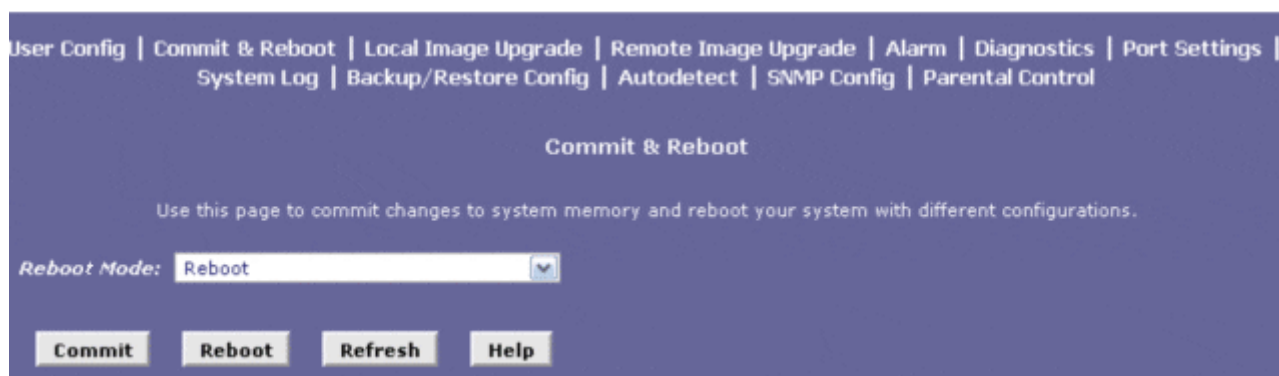 User Config | Commit & Reboot | Local Image Upgrade | Remote Image Upgrade | Alarm | Diagnostics | Port Settings |
System Log | Backup/Restore Config | Autodetect | SNMP Config | Parental Control
Commit & Reboot
Use this page to commit changes to system memory and reboot your system with different configurations.
Reboot Mode: Reboot
Commit Reboot Refresh Help